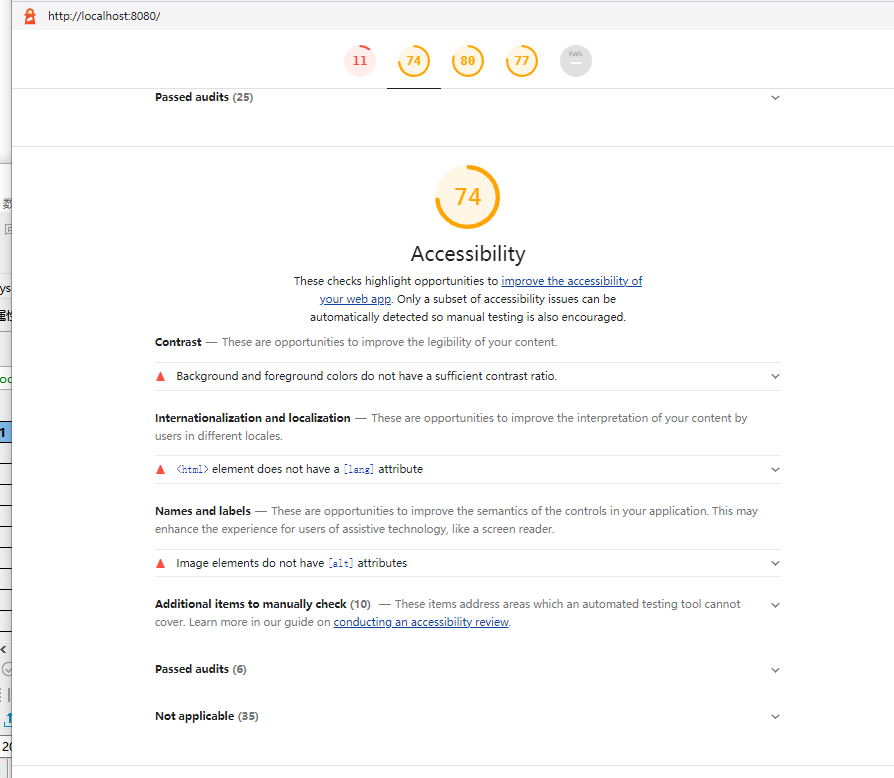 http://localhost:8080/
11 74 80 77 PWA
Passed audits (25)
74
Accessibility
These checks highlight opportunities to improve the accessibility of
your web app. Only a subset of accessibility issues can be
automatically detected so manual testing is also encouraged.
Contrast — These are opportunities to improve the legibility of your content.
Background and foreground colors do not have a sufficient contrast ratio.
Internationalization and localization — These are opportunities to improve the interpretation of your content by
users in different locales.
<html> element does not have a [lang] attribute
Names and labels — These are opportunities to improve the semantics of the controls in your application. This may
enhance the experience for users of assistive technology, like a screen reader.
Image elements do not have [alt] attributes
Additional items to manually check (10) — These items address areas which an automated testing tool cannot
cover. Learn more in our guide on conducting an accessibility review.
Passed audits (6)
Not applicable (35)